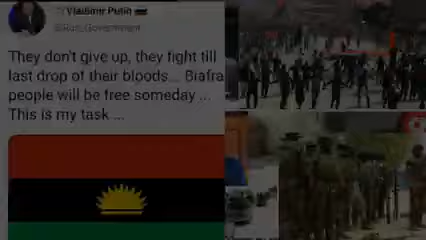 Vladimir Putin
@Rus_Government
They don't give up, they fight till
last drop of their bloods... Biafra
people will be free someday ...
This is my task ...